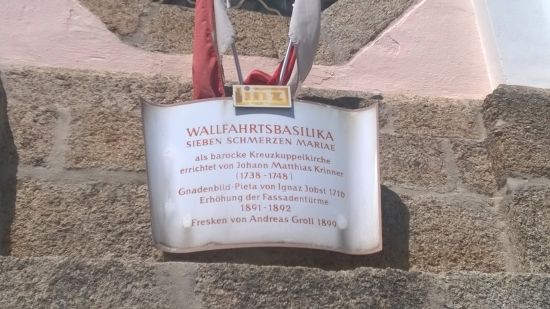 WALLFAHRTSBASILIKA
SIEBEN SCHMERZEN MARIAE
als barocke Kreuzkuppelkirche
errichtet von Johann Matthias Krinner
(1738-1748)
Gnadenbild-Pieta von Ignaz Jobst 1710
Erhöhung der Fassadentürme
1891-1892
Fresken von Andreas Groll 1899